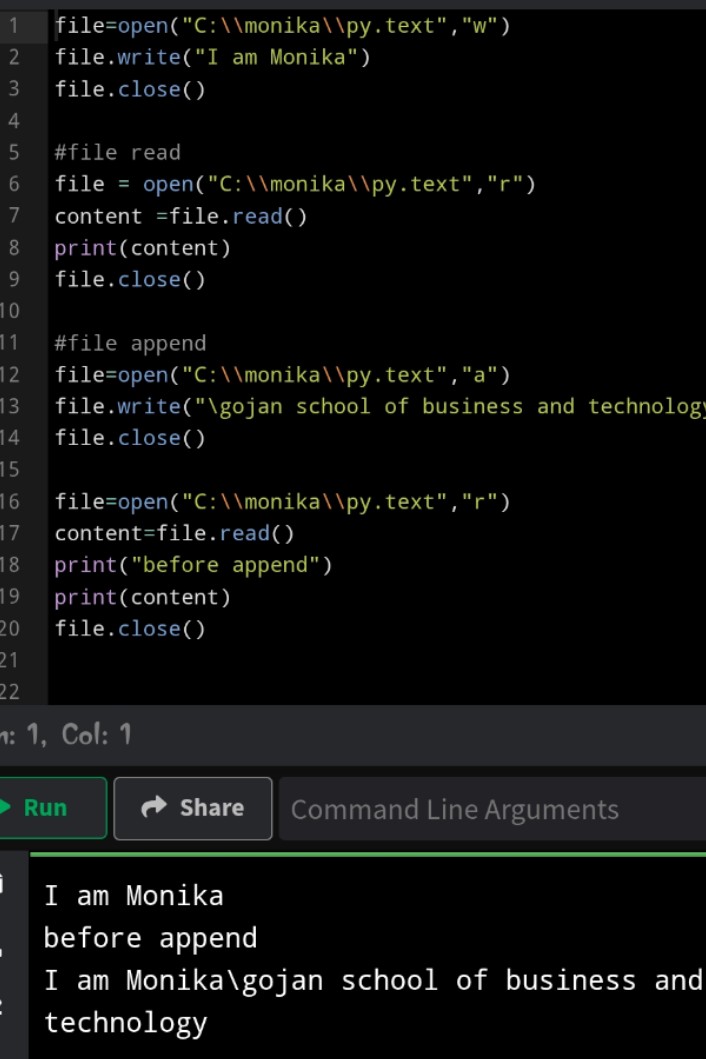 1 file=open("C:\\monika\\py.text","w")
2 file.write("I am Monika")
3 file.close()
4
5 #file read
6 file = open("C:\\monika\\py.text","r")
7 content =file.read()
8 print(content)
9 file.close()
10
11 #file append
12 file=open("C:\\monika\\py.text","a")
13 file.write("\gojan school of business and technology
14 file.close()
15
16 file=open("C:\\monika\\py.text","r")
17 content=file.read()
18 print("before append")
19 print(content)
20 file.close()
21
22
n: 1, Col: 1
Run Share Command Line Arguments
I am Monika
before append
I am Monika\gojan school of business and
technology